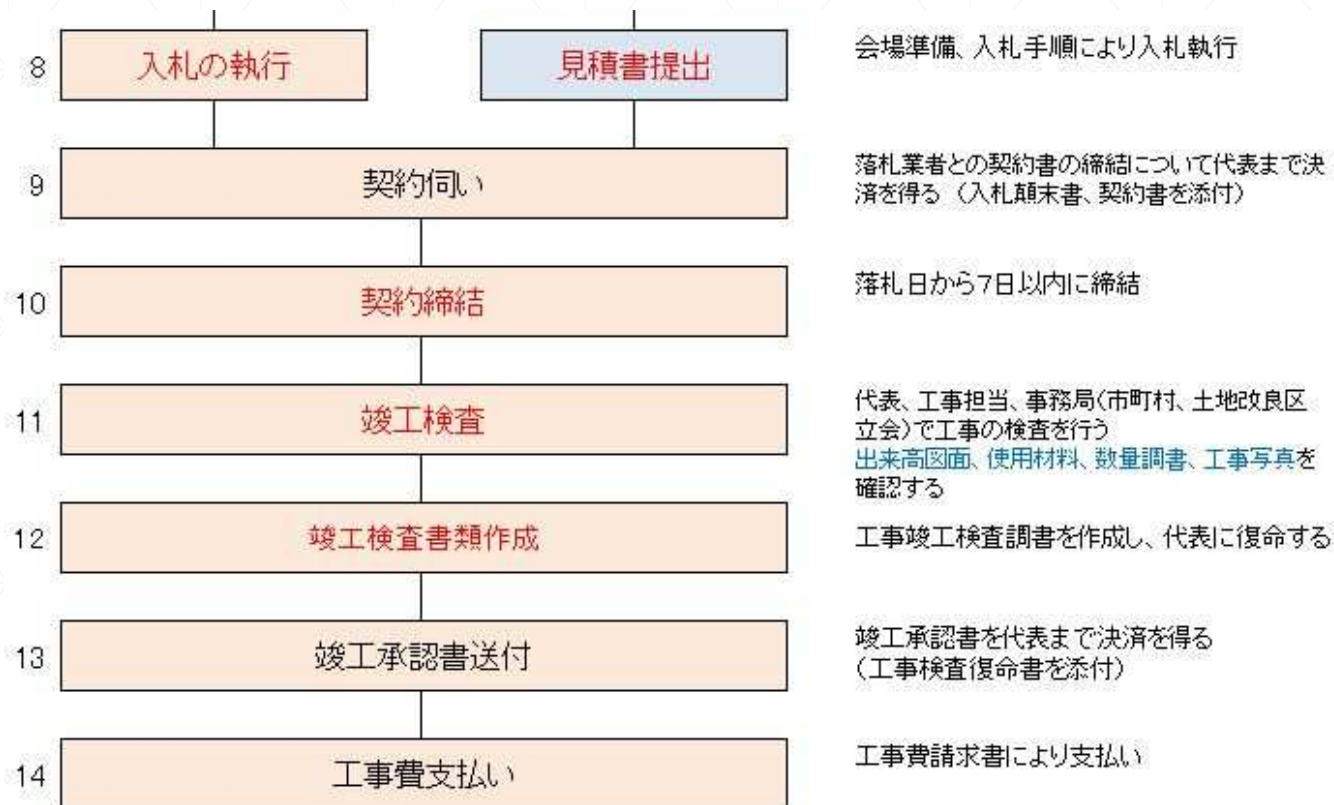 8
入札の執行
見積書提出
会場準備、入札手順により入札執行
9
契約伺い
落札業者との契約書の締結について代表まで決
済を得る （入札顛末書、契約書を添付）
10
契約締結
落札日から7日以内に締結
11
竣工検査
代表、工事担当、事務局(市町村、土地改良区
立会)で工事の検査を行う
出来高図面、使用材料、数量調書、工事写真を
確認する
12
竣工検査書類作成
工事竣工検査調書を作成し、代表に復命する
13
竣工承認書送付
竣工承認書を代表まで決済を得る
（工事検査復命書を添付）
14
工事費支払い
工事費請求書により支払い